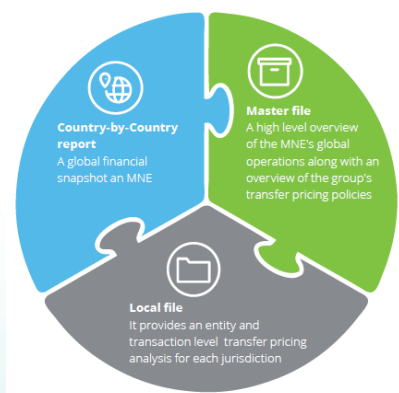 Country-by-Country
report
A global financial
snapshot an MNE
Master file
A high level overview
of the MNE's global
operations along with an
overview of the group's
transfer pricing policies
Local file
It provides an entity and
transaction level transfer pricing
analysis for each jurisdiction